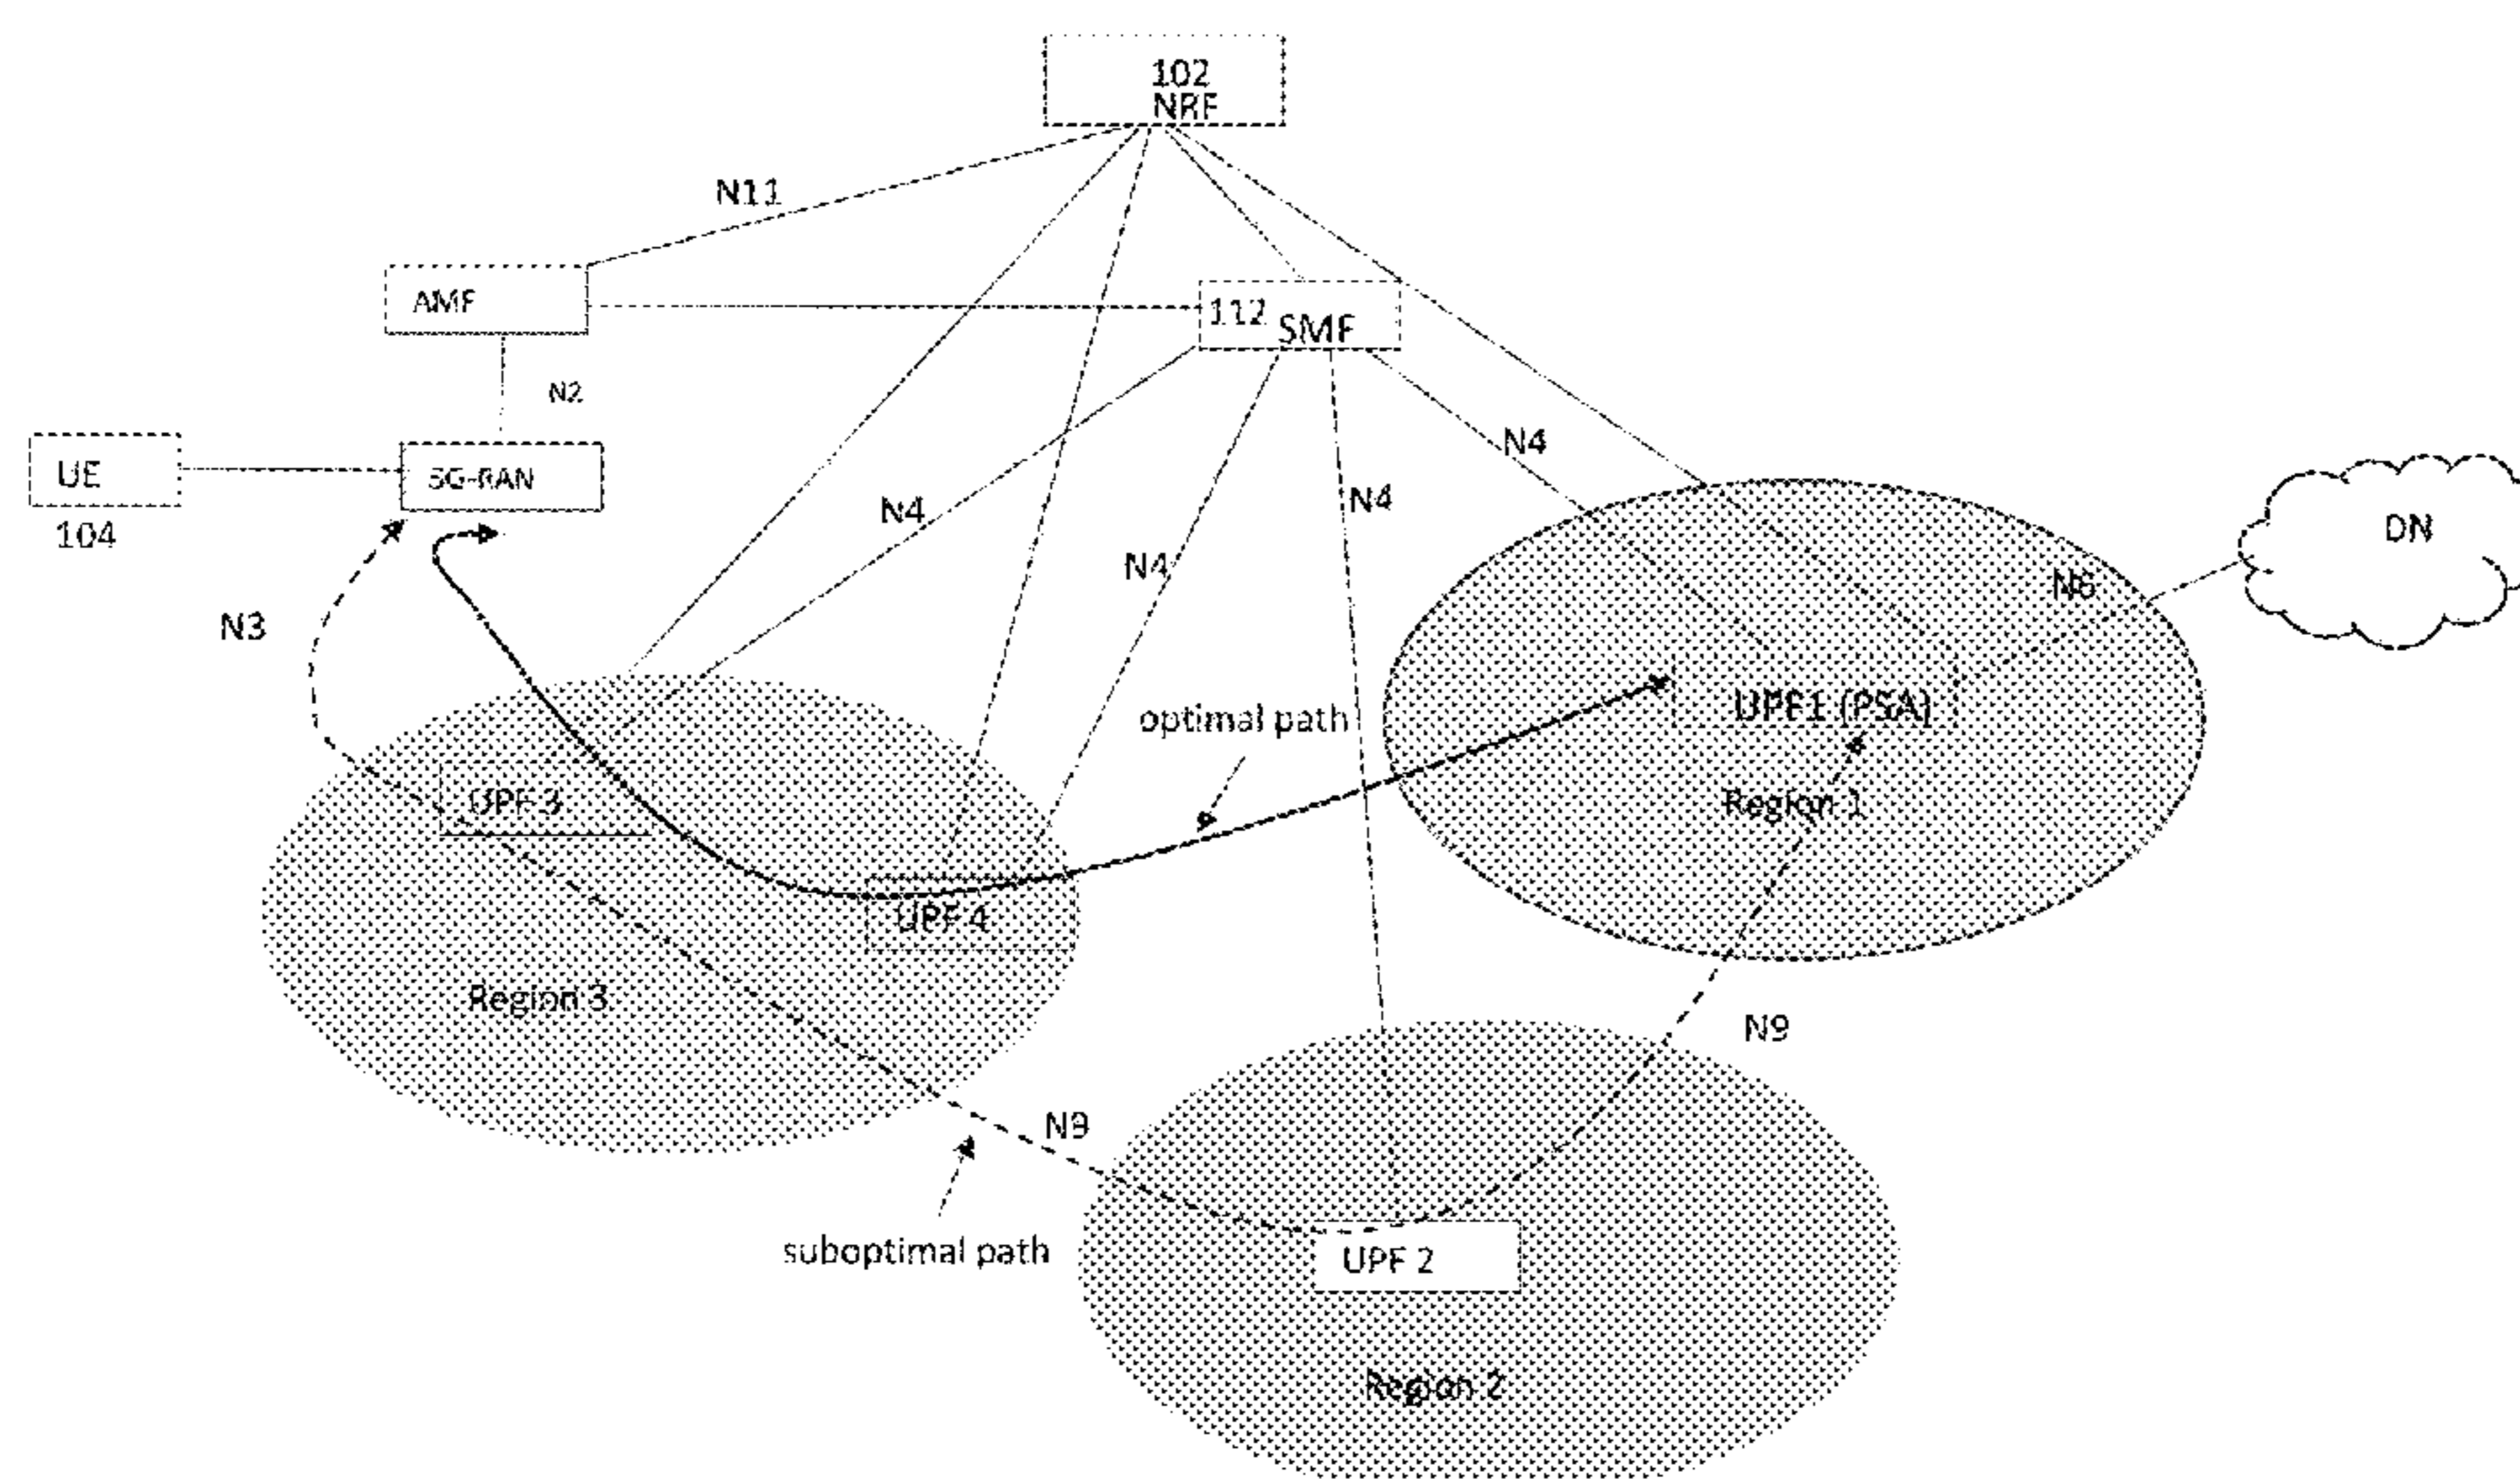 102
NRF
N11
AMF
112
SMF
N2
UE
5G-RAN
104
N4
N4
N4
N4
DN
N6
N3
optimal path
UPF1 (PSA)
UPF 3
Region 1
UPF 4
Region 3
N9
N9
suboptimal path
UPF 2
Region 2